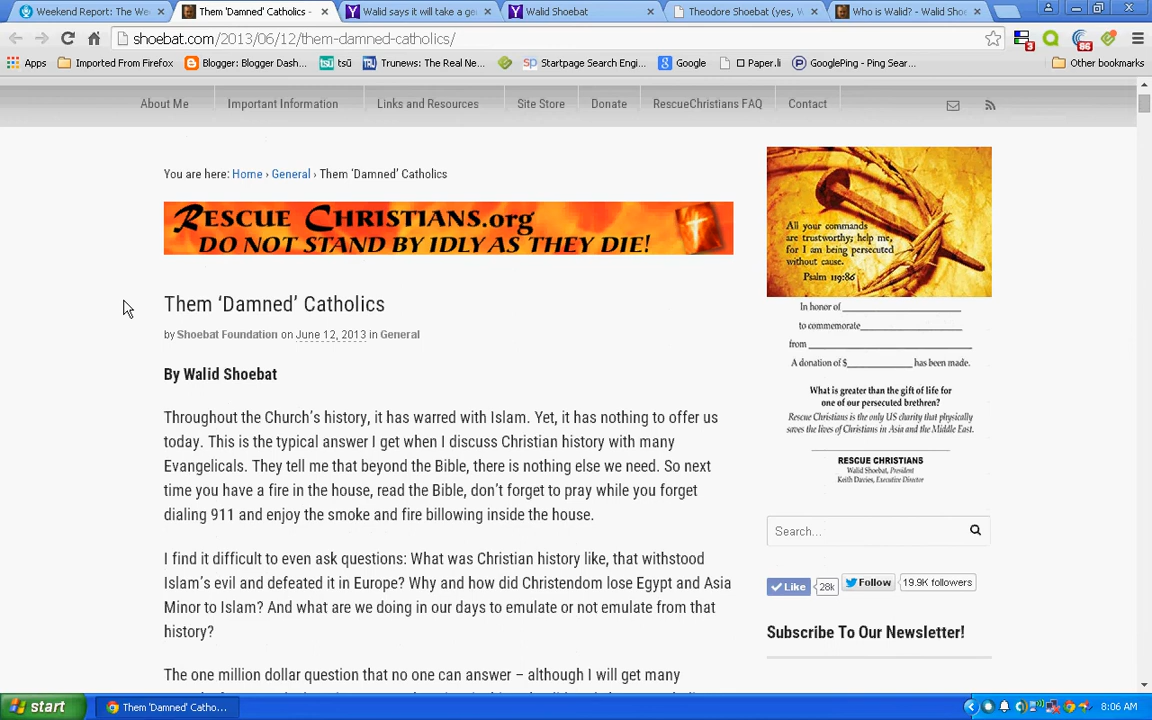 Weekend Report: The We
Them 'Damned' Catholics -
Walid says it will take a ge
Walid Shoebat
Theodore Shoebat (yes, W
Who is Walid? - Walid Sho
shoebat.com/2013/06/12/them-damned-catholics/
Apps
Imported From Firefox
Blogger: Blogger Dash...
tsū
Trunews: The Real Ne...
Startpage Search Eng...
Google
Paper.li
GooglePing - Ping Sear...
Other bookmarks
About Me
Important Information
Links and Resources
Site Store
Donate
RescueChristians FAQ
Contact
You are here: Home › General › Them 'Damned' Catholics
RESCUE CHRISTIANS.org
DO NOT STAND BY IDLY AS THEY DIE!
Them 'Damned' Catholics
by Shoebat Foundation on June 12, 2013 in General
By Walid Shoebat
Throughout the Church's history, it has warred with Islam. Yet, it has nothing to offer us
today. This is the typical answer I get when I discuss Christian history with many
Evangelicals. They tell me that beyond the Bible, there is nothing else we need. So next
time you have a fire in the house, read the Bible, don't forget to pray while you forget
dialing 911 and enjoy the smoke and fire billowing inside the house.
I find it difficult to even ask questions: What was Christian history like, that withstood
Islam's evil and defeated it in Europe? Why and how did Christendom lose Egypt and Asia
Minor to Islam? And what are we doing in our days to emulate or not emulate from that
history?
The one million dollar question that no one can answer – although I will get many
All your commands
are trustworthy; help me,
for I am being persecuted
without cause.
Psalm 119:86
In honor of
to commemorate
from
A donation of $ has been made.
What is greater than the gift of life for
one of our persecuted brethren?
Rescue Christians is the only US charity that physically
saves the lives of Christians in Asia and the Middle East.
RESCUE CHRISTIANS
Walid Shoebat, President
Keith Davies, Executive Director
Search...
Like
28k
Follow
19.9K followers
Subscribe To Our Newsletter!
start
Them 'Damned' Catho...
8:06 AM